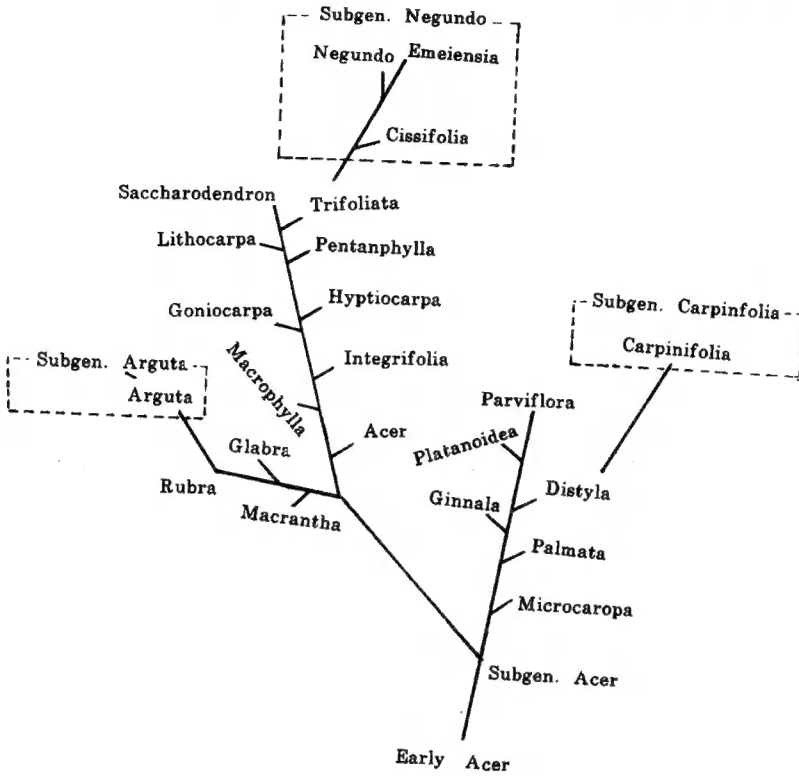 Subgen. Negundo
Negundo
Emeiensia
Cissifolia
Saccharodendron
Trifoliata
Lithocarpa
Pentanphylla
Hyptiocarpa
Goniocarpa
Subgen. Carpinfolia
Carpinifolia
Macrophylla
Integrifolia
Subgen. Arguta
Arguta
Parviflora
Acer
Platanoidea
Glabra
Rubra
Macrantha
Ginnala
Distyla
Palmata
Microcaropa
Subgen. Acer
Early Acer